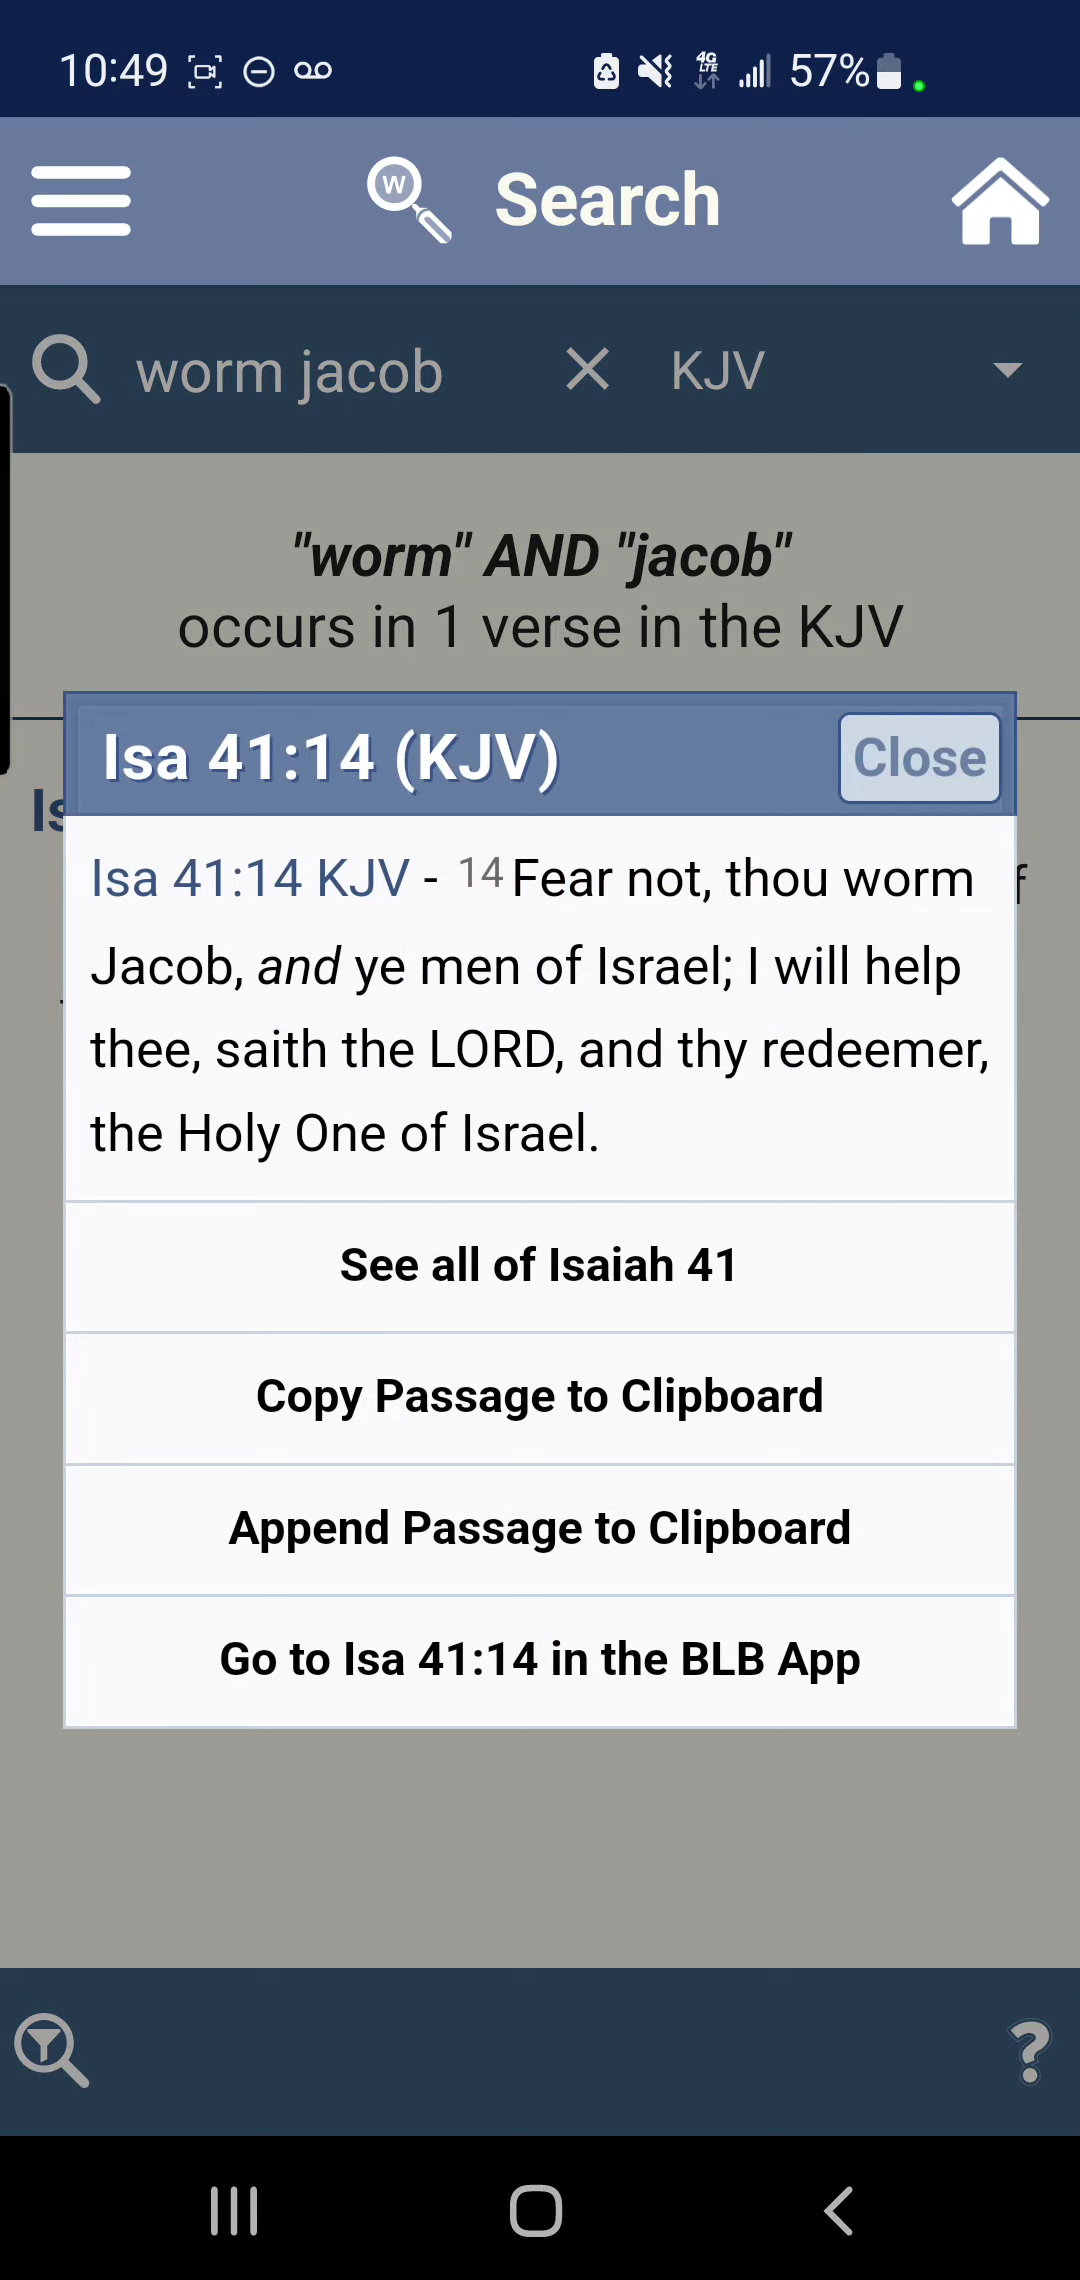 10:49 4G LTE 57%
W Search
worm jacob KJV
"worm" AND "jacob"
occurs in 1 verse in the KJV
Isa 41:14 (KJV) Close
Is
Isa 41:14 KJV - 14 Fear not, thou worm f
Jacob, and ye men of Israel; I will help
thee, saith the LORD, and thy redeemer,
the Holy One of Israel.
See all of Isaiah 41
Copy Passage to Clipboard
Append Passage to Clipboard
Go to Isa 41:14 in the BLB App
?